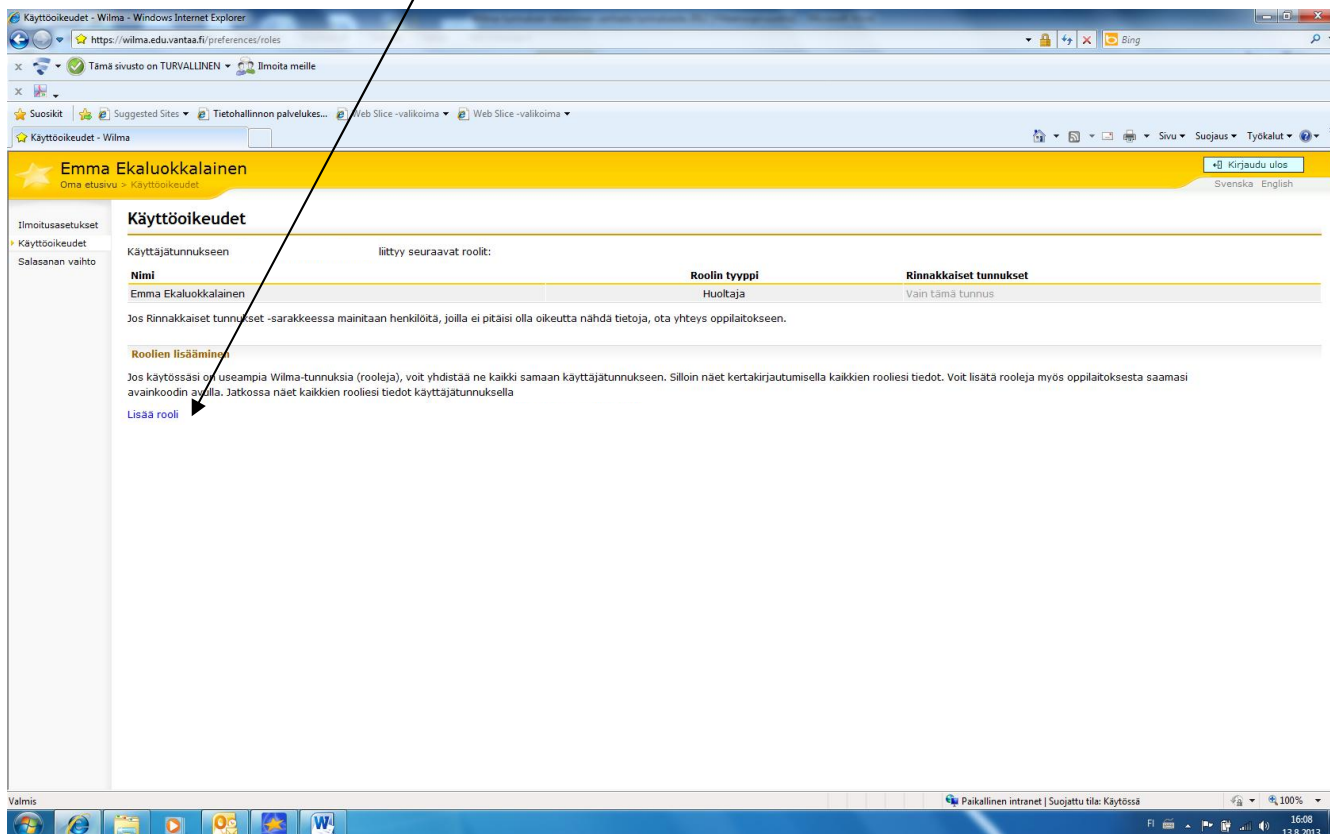 Käyttöoikeudet - Wilma - Windows Internet Explorer
https://wilma.edu.vantaa.fi/preferences/roles
Bing
x Tämä sivusto on TURVALLINEN Ilmoita meille
x
Suosikit Suggested Sites Tietohallinnon palvelukes... Web Slice -valikoima Web Slice -valikoima
Käyttöoikeudet - Wilma
Sivu Suojaus Työkalut
Emma Ekaluokkalainen
Kirjaudu ulos
Oma etusivu > Käyttöoikeudet
Svenska English
Ilmoitusasetukset
Käyttöoikeudet
Salasanan vaihto
Käyttöoikeudet
Käyttäjätunnukseen liittyy seuraavat roolit:
Nimi Roolin tyyppi Rinnakkaiset tunnukset
Emma Ekaluokkalainen Huoltaja Vain tämä tunnus
Jos Rinnakkaiset tunnukset -sarakkeessa mainitaan henkilöitä, joilla ei pitäisi olla oikeutta nähdä tietoja, ota yhteys oppilaitokseen.
Roolien lisääminen
Jos käytössäsi on useampia Wilma-tunnuksia (rooleja), voit yhdistää ne kaikki samaan käyttäjätunnukseen. Silloin näet kertakirjautumisella kaikkien rooliesi tiedot. Voit lisätä rooleja myös oppilaitoksesta saamasi
avainkoodin avulla. Jatkossa näet kaikkien rooliesi tiedot käyttäjätunnuksella
Lisää rooli
Valmis
Paikallinen intranet | Suojattu tila: Käytössä
100%
FI
16:08
13.8.2013